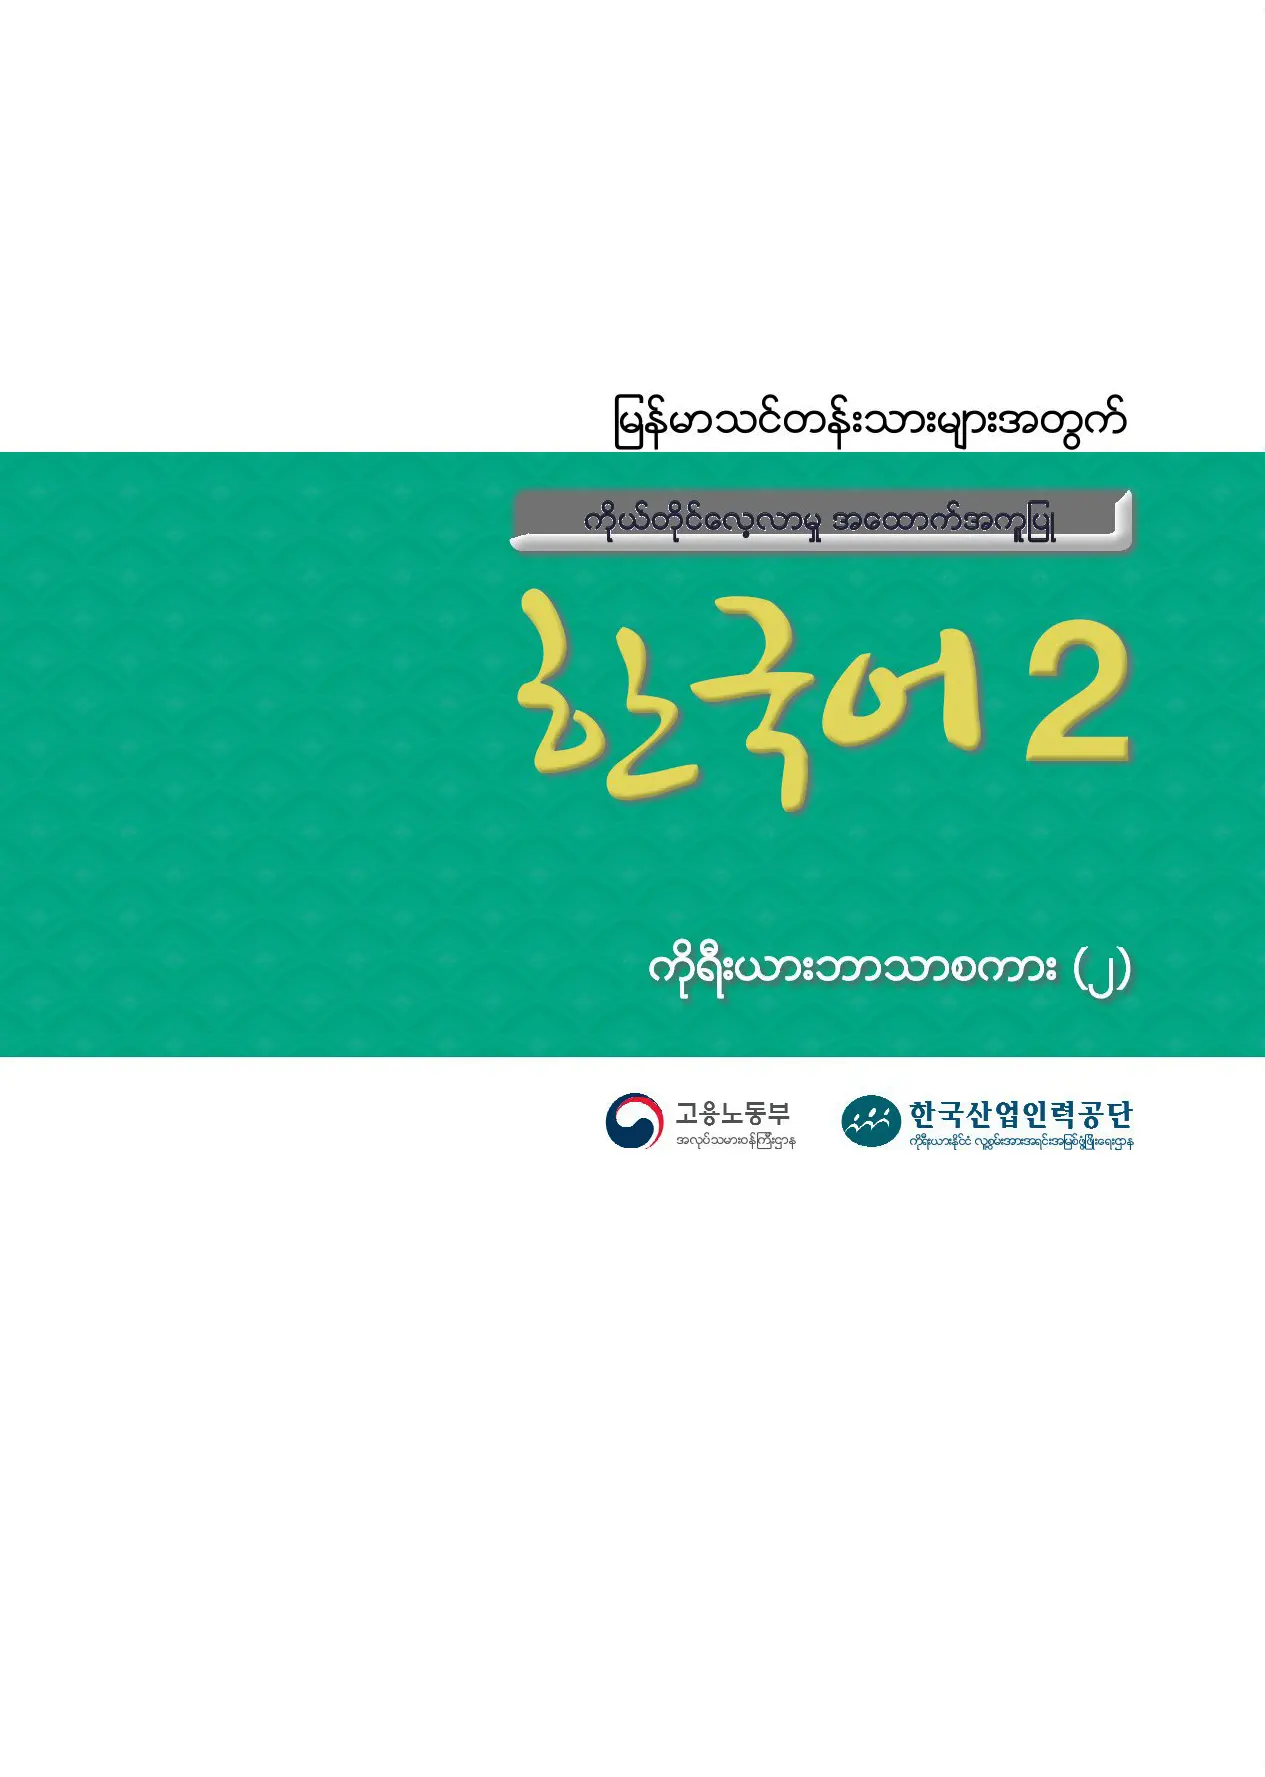 မြန်မာသင်တန်းသားများအတွက်
ကိုယ်တိုင်လေ့လာမှု အထောက်အကူပြု
한국어 2
ကိုရီးယားဘာသာစကား (၂)
고용노동부
အလုပ်သမားဝန်ကြီးဌာန
한국산업인력공단
ကိုရီးယားနိုင်ငံ လူ့စွမ်းအားအရင်းအမြစ်ဖွံ့ဖြိုးရေးဌာန